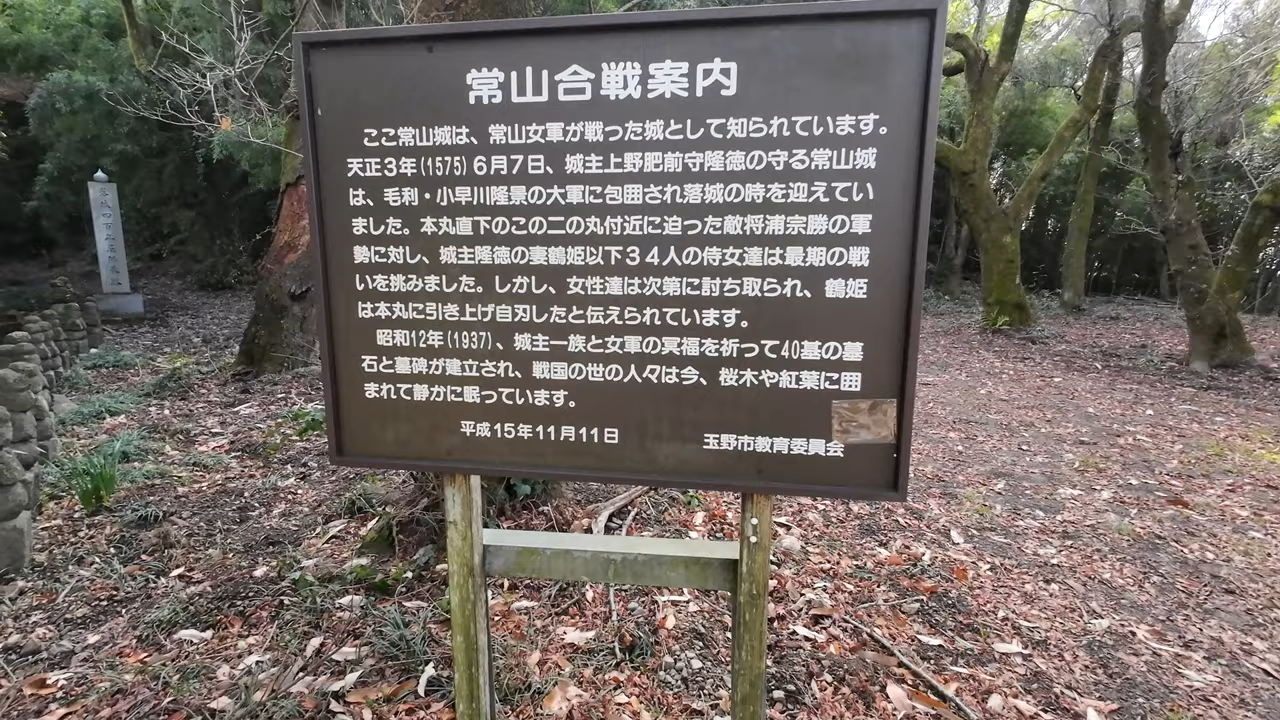 常山合戦案内
ここ常山城は、常山女軍が戦った城として知られています。
天正3年(1575)6月7日、城主上野肥前守隆徳の守る常山城
は、毛利・小早川隆景の大軍に包囲され落城の時を迎えてい
ました。本丸直下のこの二の丸付近に迫った敵将浦宗勝の軍
勢に対し、城主隆徳の妻鶴姫以下34人の侍女達は最期の戦
いを挑みました。しかし、女性達は次第に討ち取られ、鶴姫
は本丸に引き上げ自刃したと伝えられています。
昭和12年(1937)、城主一族と女軍の冥福を祈って40基の墓
石と墓碑が建立され、戦国の世の人々は今、桜木や紅葉に囲
まれて静かに眠っています。
平成15年11月11日
玉野市教育委員会